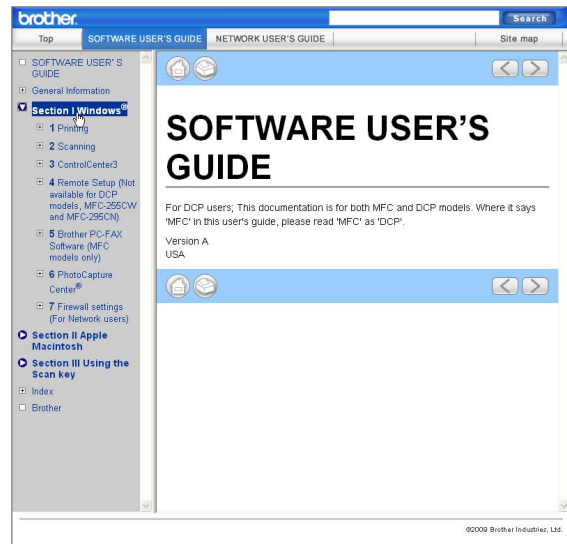 brother.
Search
Top
SOFTWARE USER'S GUIDE
NETWORK USER'S GUIDE
Site map
SOFTWARE USER' S
GUIDE
General Information
Section I Windows®
1 Printing
2 Scanning
3 ControlCenter3
4 Remote Setup (Not
available for DCP
models, MFC-255CW
and MFC-295CN)
5 Brother PC-FAX
Software (MFC
models only)
6 PhotoCapture
Center®
7 Firewall settings
(For Network users)
Section II Apple
Macintosh
Section III Using the
Scan key
Index
Brother
SOFTWARE USER'S
GUIDE
For DCP users; This documentation is for both MFC and DCP models. Where it says
'MFC' in this user's guide, please read 'MFC' as 'DCP'.
Version A
USA
©2009 Brother Industries, Ltd.